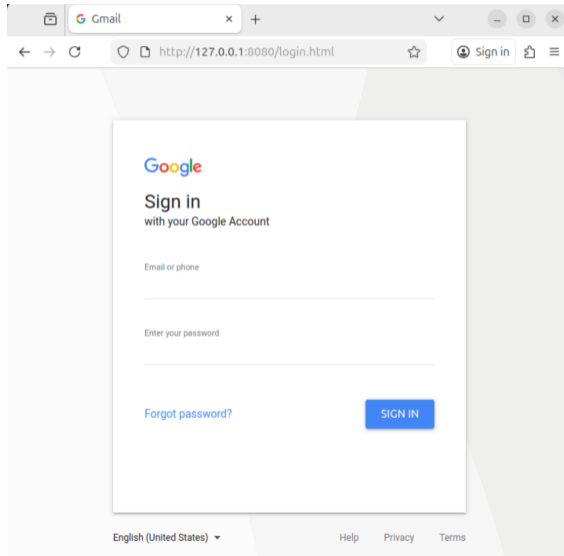 G Gmail
http://127.0.0.1:8080/login.html
Sign in
Google
Sign in
with your Google Account
Email or phone
Enter your password
Forgot password?
SIGN IN
English (United States)
Help
Privacy
Terms